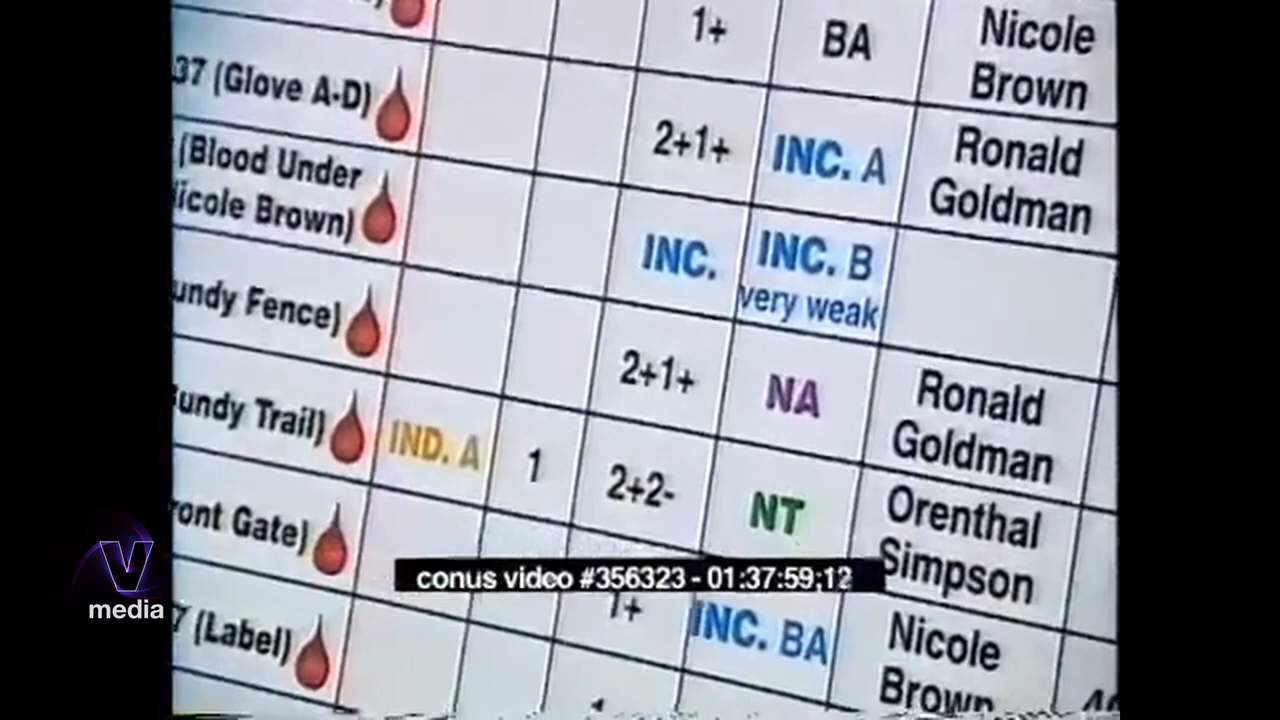 1+ BA Nicole
Brown
37 (Glove A-D) 2+1+ INC. A Ronald
Goldman
(Blood Under
Nicole Brown) INC. INC. B
very weak
undy Fence) 2+1+ NA Ronald
Goldman
undy Trail) IND. A 1 2+2- NT Orenthal
Simpson
ront Gate) 1+ INC. BA Nicole
Brown
7 (Label)
conus video #356323 - 01:37:59;12
V
media